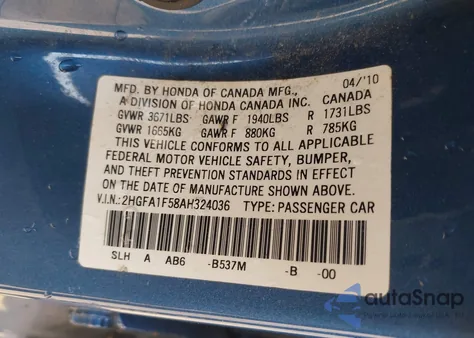 MFD. BY HONDA OF CANADA MFG., 04/'10
A DIVISION OF HONDA CANADA INC. CANADA
GVWR 3671LBS GAWR F 1940LBS R 1731LBS
GVWR 1665KG GAWR F 880KG R 785KG
THIS VEHICLE CONFORMS TO ALL APPLICABLE
FEDERAL MOTOR VEHICLE SAFETY, BUMPER,
AND THEFT PREVENTION STANDARDS IN EFFECT
ON THE DATE OF MANUFACTURE SHOWN ABOVE.
V.I.N.: 2HGFA1F58AH324036 TYPE: PASSENGER CAR
SLH A AB6 -B537M -B -00
autoSnap